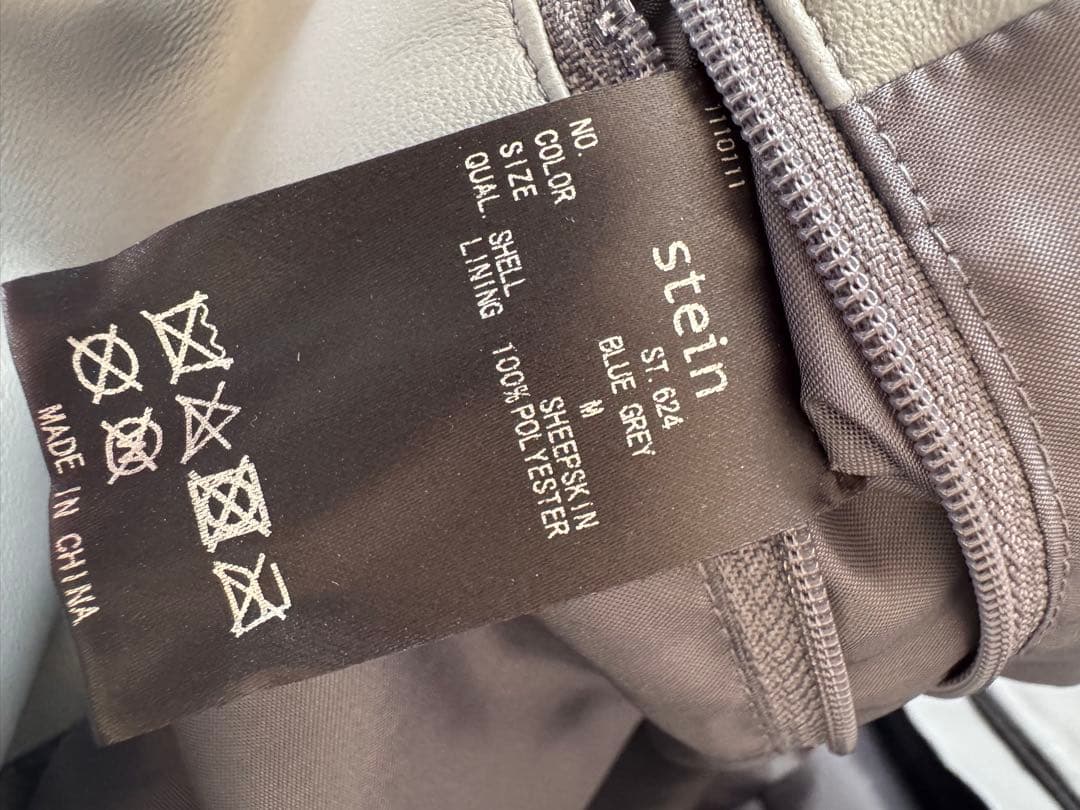 stein
NO. ST.624
COLOR BLUE GREY
SIZE M
QUAL. SHELL SHEEPSKIN
LINING 100% POLYESTER
MADE IN CHINA